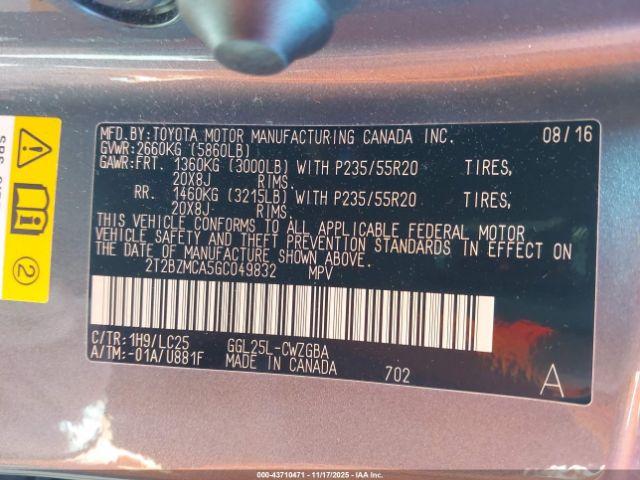 MFD.BY:TOYOTA MOTOR MANUFACTURING CANADA INC. 08/16
GVWR:2660KG (5860LB)
GAWR:FRT. 1360KG (3000LB) WITH P235/55R20 TIRES,
20X8J RIMS.
RR. 1460KG (3215LB) WITH P235/55R20 TIRES,
20X8J RIMS.
THIS VEHICLE CONFORMS TO ALL APPLICABLE FEDERAL MOTOR
VEHICLE SAFETY AND THEFT PREVENTION STANDARDS IN EFFECT ON
THE DATE OF MANUFACTURE SHOWN ABOVE.
2T2BZMCA5GC049832 MPV
C/TR:1H9/LC25 GGL25L-CWZGBA
A/TM:-01A/U881F MADE IN CANADA 702 A
2
000-43710471 - 11/17/2025 - IAA Inc.